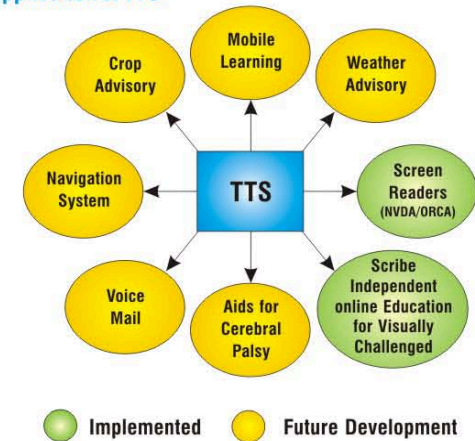 Mobile
Learning
Crop
Advisory
Weather
Advisory
Navigation
System
TTS
Screen
Readers
(NVDA/ORCA)
Voice
Mail
Aids for
Cerebral
Palsy
Scribe
Independent
online Education
for Visually
Challenged
Implemented
Future Development